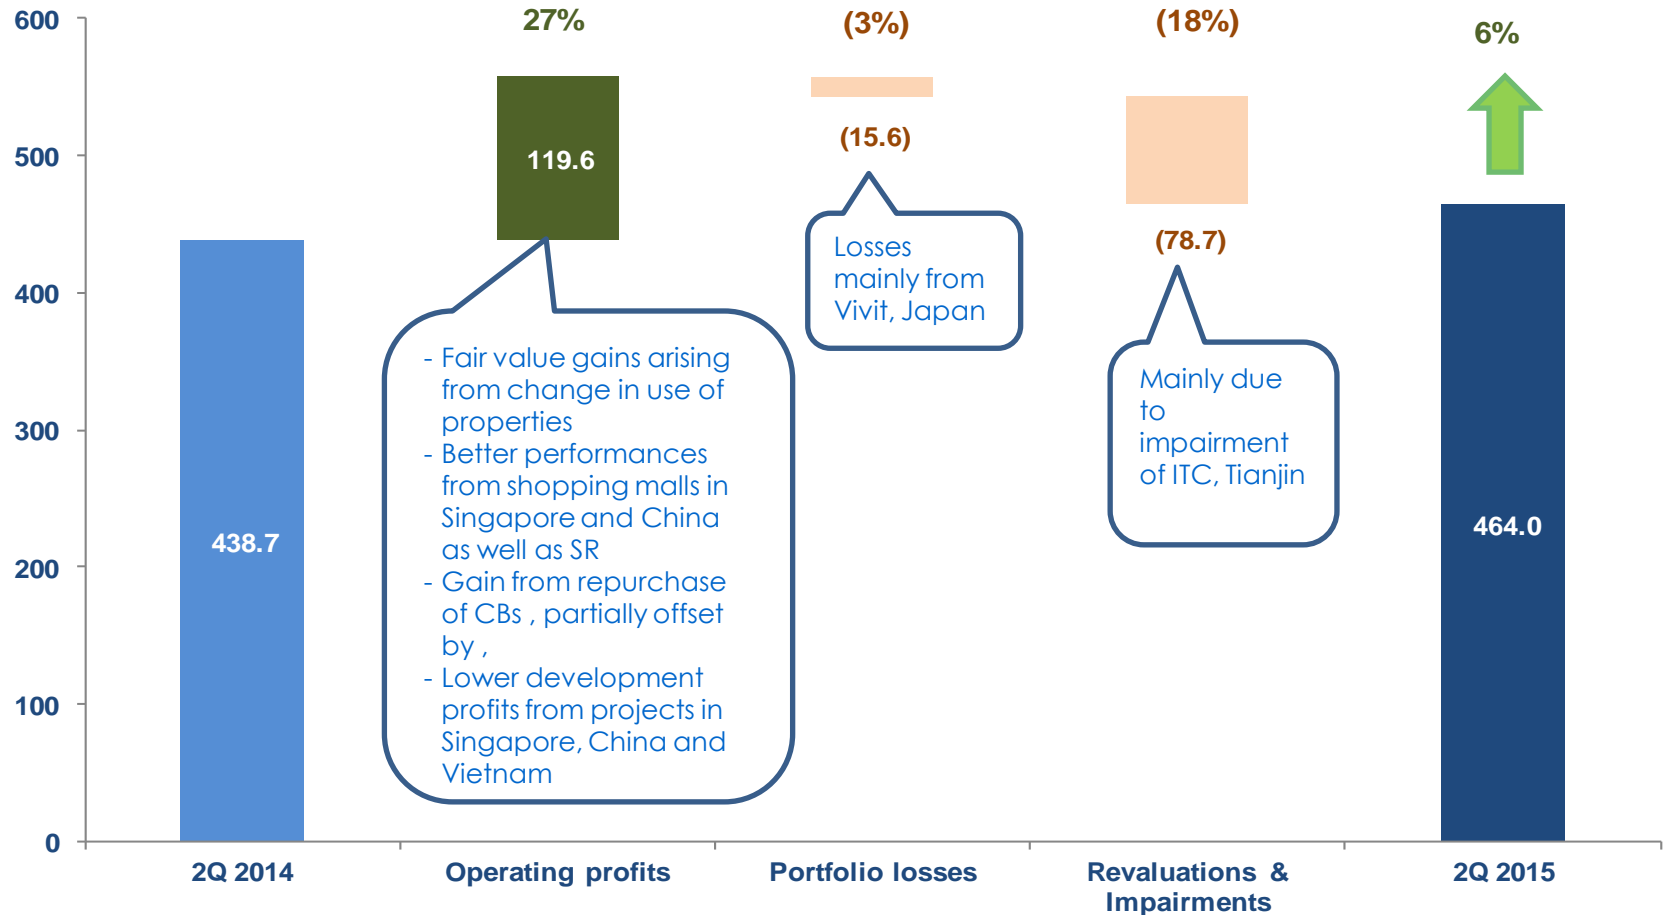 600
500
400
300
200
100
0
27%
(3%)
(18%)
6%
119.6
(15.6)
(78.7)
438.7
464.0
Losses
mainly from
Vivit, Japan
Mainly due
to
impairment
of ITC, Tianjin
- Fair value gains arising
from change in use of
properties
- Better performances
from shopping malls in
Singapore and China
as well as SR
- Gain from repurchase
of CBs , partially offset
by ,
- Lower development
profits from projects in
Singapore, China and
Vietnam
2Q 2014
Operating profits
Portfolio losses
Revaluations &
Impairments
2Q 2015